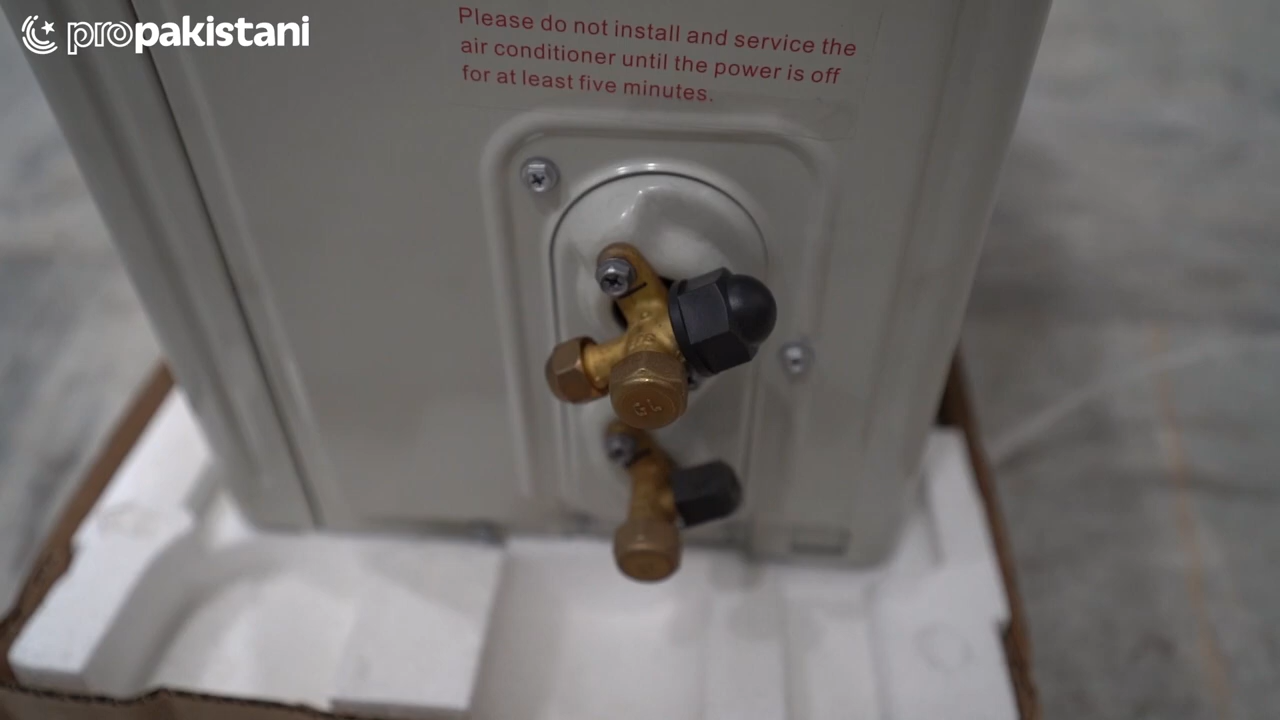 propakistani
Please do not install and service the
air conditioner until the power is off
for at least five minutes.